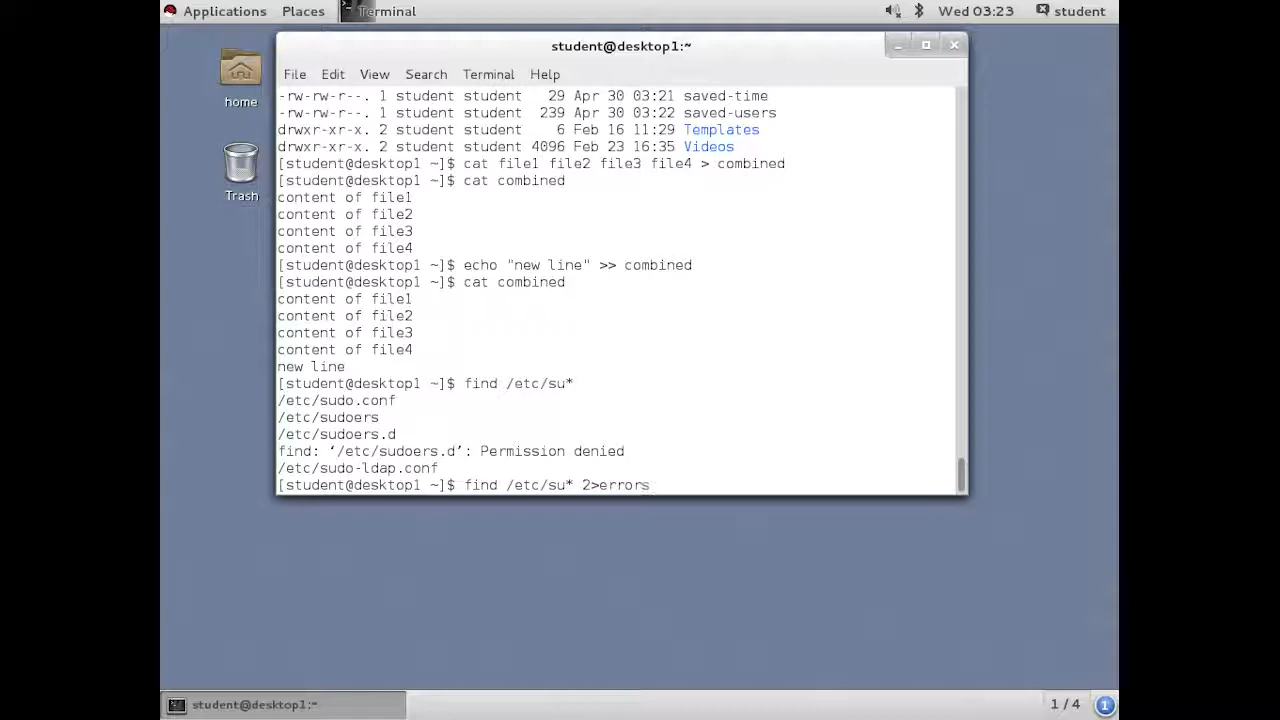 Applications Places Terminal Wed 03:23 student
student@desktop1:~
File Edit View Search Terminal Help
home
Trash
-rw-rw-r--. 1 student student 29 Apr 30 03:21 saved-time
-rw-rw-r--. 1 student student 239 Apr 30 03:22 saved-users
drwxr-xr-x. 2 student student 6 Feb 16 11:29 Templates
drwxr-xr-x. 2 student student 4096 Feb 23 16:35 Videos
[student@desktop1 ~]$ cat file1 file2 file3 file4 > combined
[student@desktop1 ~]$ cat combined
content of file1
content of file2
content of file3
content of file4
[student@desktop1 ~]$ echo "new line" >> combined
[student@desktop1 ~]$ cat combined
content of file1
content of file2
content of file3
content of file4
new line
[student@desktop1 ~]$ find /etc/su*
/etc/sudo.conf
/etc/sudoers
/etc/sudoers.d
find: ‘/etc/sudoers.d’: Permission denied
/etc/sudo-ldap.conf
[student@desktop1 ~]$ find /etc/su* 2>errors
student@desktop1:~ 1 / 4 1